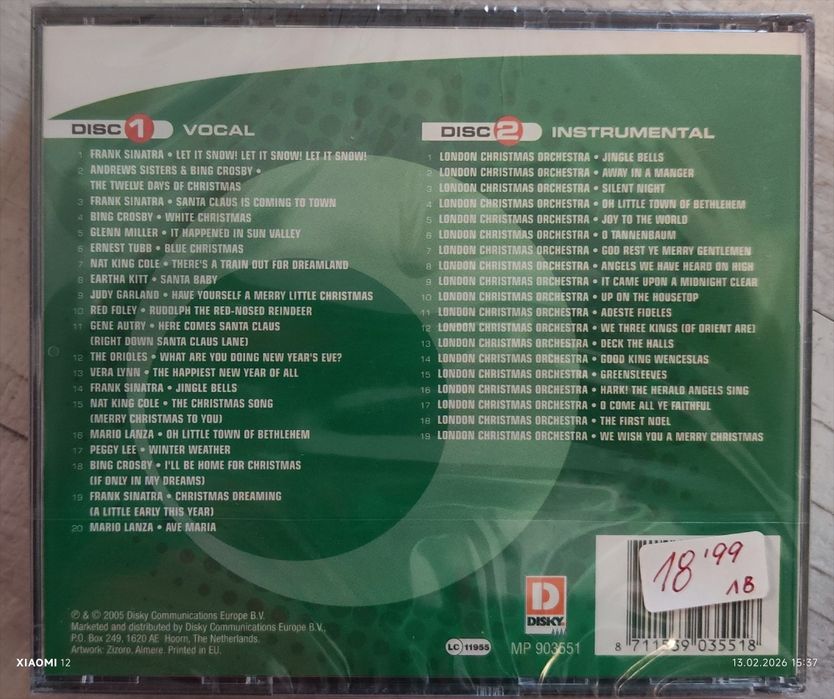 DISC 1 VOCAL
1 FRANK SINATRA • LET IT SNOW! LET IT SNOW! LET IT SNOW!
2 ANDREWS SISTERS & BING CROSBY •
THE TWELVE DAYS OF CHRISTMAS
3 FRANK SINATRA • SANTA CLAUS IS COMING TO TOWN
4 BING CROSBY • WHITE CHRISTMAS
5 GLENN MILLER • IT HAPPENED IN SUN VALLEY
6 ERNEST TUBB • BLUE CHRISTMAS
7 NAT KING COLE • THERE'S A TRAIN OUT FOR DREAMLAND
8 EARTHA KITT • SANTA BABY
9 JUDY GARLAND • HAVE YOURSELF A MERRY LITTLE CHRISTMAS
10 RED FOLEY • RUDOLPH THE RED-NOSED REINDEER
11 GENE AUTRY • HERE COMES SANTA CLAUS
(RIGHT DOWN SANTA CLAUS LANE)
12 THE ORIOLES • WHAT ARE YOU DOING NEW YEAR'S EVE?
13 VERA LYNN • THE HAPPIEST NEW YEAR OF ALL
14 FRANK SINATRA • JINGLE BELLS
15 NAT KING COLE • THE CHRISTMAS SONG
(MERRY CHRISTMAS TO YOU)
16 MARIO LANZA • OH LITTLE TOWN OF BETHLEHEM
17 PEGGY LEE • WINTER WEATHER
18 BING CROSBY • I'LL BE HOME FOR CHRISTMAS
(IF ONLY IN MY DREAMS)
19 FRANK SINATRA • CHRISTMAS DREAMING
(A LITTLE EARLY THIS YEAR)
20 MARIO LANZA • AVE MARIA
DISC 2 INSTRUMENTAL
1 LONDON CHRISTMAS ORCHESTRA • JINGLE BELLS
2 LONDON CHRISTMAS ORCHESTRA • AWAY IN A MANGER
3 LONDON CHRISTMAS ORCHESTRA • SILENT NIGHT
4 LONDON CHRISTMAS ORCHESTRA • OH LITTLE TOWN OF BETHLEHEM
5 LONDON CHRISTMAS ORCHESTRA • JOY TO THE WORLD
6 LONDON CHRISTMAS ORCHESTRA • O TANNENBAUM
7 LONDON CHRISTMAS ORCHESTRA • GOD REST YE MERRY GENTLEMEN
8 LONDON CHRISTMAS ORCHESTRA • ANGELS WE HAVE HEARD ON HIGH
9 LONDON CHRISTMAS ORCHESTRA • IT CAME UPON A MIDNIGHT CLEAR
10 LONDON CHRISTMAS ORCHESTRA • UP ON THE HOUSETOP
11 LONDON CHRISTMAS ORCHESTRA • ADESTE FIDELES
12 LONDON CHRISTMAS ORCHESTRA • WE THREE KINGS (OF ORIENT ARE)
13 LONDON CHRISTMAS ORCHESTRA • DECK THE HALLS
14 LONDON CHRISTMAS ORCHESTRA • GOOD KING WENCESLAS
15 LONDON CHRISTMAS ORCHESTRA • GREENSLEEVES
16 LONDON CHRISTMAS ORCHESTRA • HARK! THE HERALD ANGELS SING
17 LONDON CHRISTMAS ORCHESTRA • O COME ALL YE FAITHFUL
18 LONDON CHRISTMAS ORCHESTRA • THE FIRST NOEL
19 LONDON CHRISTMAS ORCHESTRA • WE WISH YOU A MERRY CHRISTMAS
℗ & © 2005 Disky Communications Europe B.V.
Marketed and distributed by Disky Communications Europe B.V.,
P.O. Box 249, 1620 AE Hoorn, The Netherlands.
Artwork: Zizoro, Almere. Printed in EU.
LC 11955
D
DISKY
MP 903551
18'99
лв
8 711539 035518
XIAOMI 12
13.02.2026 15:37